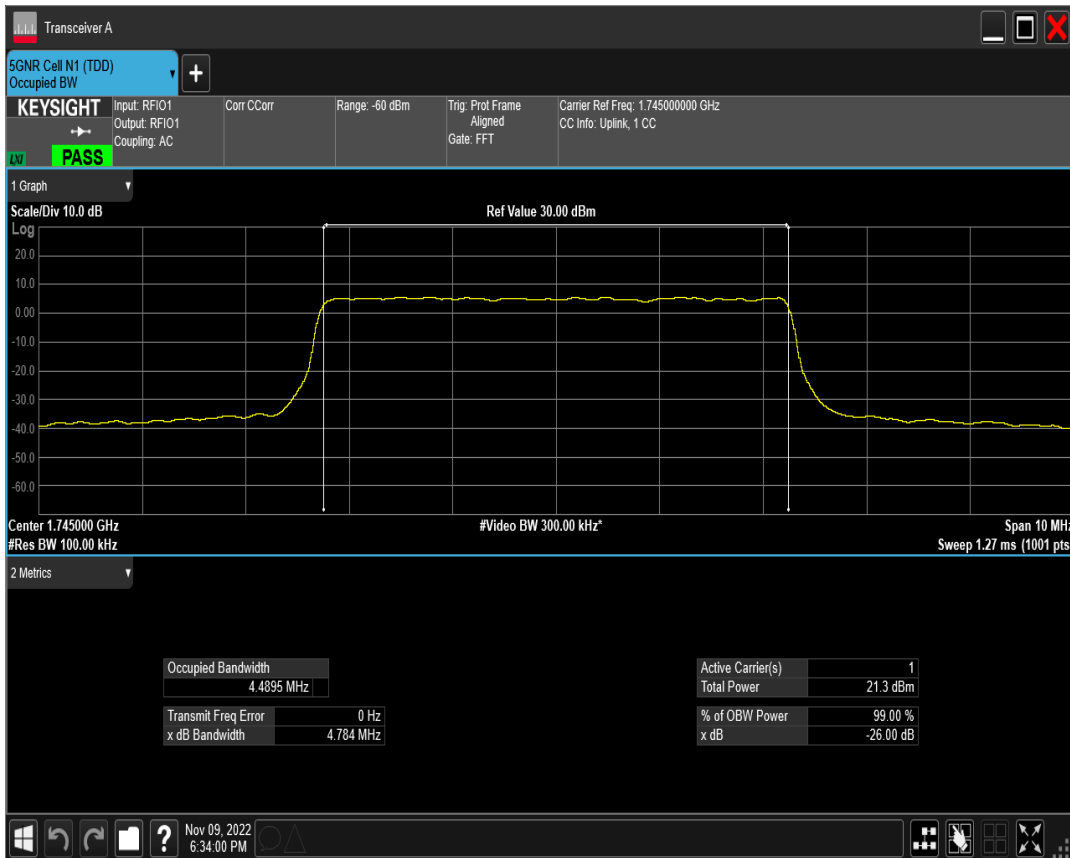 Transceiver A
5GNR Cell N1 (TDD)
Occupied BW
+
KEYSIGHT
LXI
PASS
Input: RFIO1
Output: RFIO1
Coupling: AC
Corr CCorr
Range: -60 dBm
Trig: Prot Frame
Aligned
Gate: FFT
Carrier Ref Freq: 1.745000000 GHz
CC Info: Uplink, 1 CC
1 Graph
Scale/Div 10.0 dB
Ref Value 30.00 dBm
Log
20.0
10.0
0.00
-10.0
-20.0
-30.0
-40.0
-50.0
-60.0
Center 1.745000 GHz
#Video BW 300.00 kHz*
Span 10 MHz
#Res BW 100.00 kHz
Sweep 1.27 ms (1001 pts
2 Metrics
Occupied Bandwidth
4.4895 MHz
Transmit Freq Error 0 Hz
x dB Bandwidth 4.784 MHz
Active Carrier(s) 1
Total Power 21.3 dBm
% of OBW Power 99.00 %
x dB -26.00 dB
?
Nov 09, 2022
6:34:00 PM